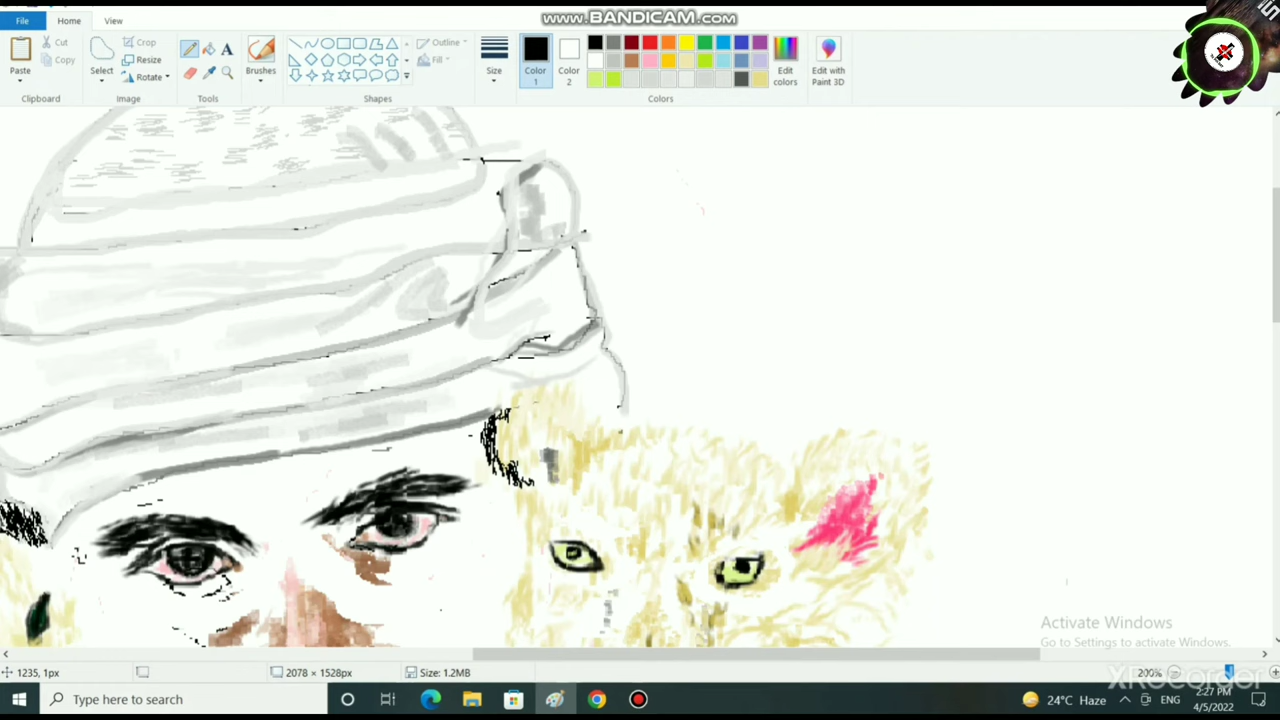 www.BANDICAM.com
File Home View
Paste Cut Copy Clipboard
Select Crop Resize Rotate Image
A Tools
Brushes
Outline Fill Shapes
Size
Color 1 Color 2 Edit colors Colors
Edit with Paint 3D
Activate Windows
Go to Settings to activate Windows.
1235, 1px 2078 × 1528px Size: 1.2MB 200%
XRecorder
Type here to search 24°C Haze ENG 2:27 PM
4/5/2022